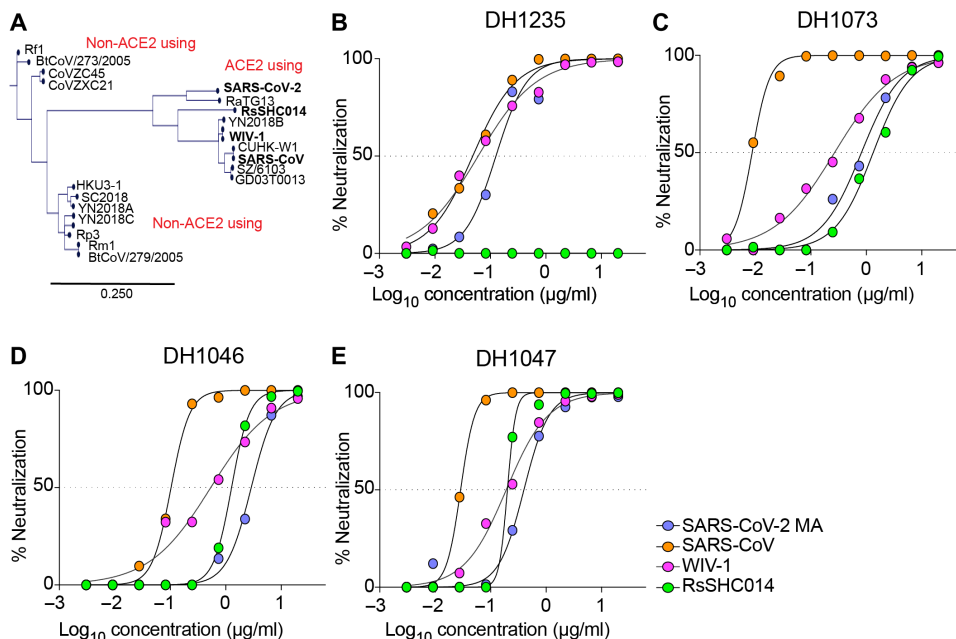 A
Non-ACE2 using
Rf1
BtCoV/273/2005
CoVZC45
CoVZXC21
ACE2 using
SARS-CoV-2
RaTG13
RsSHC014
YN2018B
WIV-1
CUHK-W1
SARS-CoV
SZ/6103
GD03T0013
HKU3-1
SC2018
YN2018A
YN2018C
Non-ACE2 using
Rp3
Rm1
BtCoV/279/2005
0.250
B
DH1235
% Neutralization
100
50
0
–3 –2 –1 0 1
Log10 concentration (µg/ml)
C
DH1073
% Neutralization
100
50
0
–3 –2 –1 0 1
Log10 concentration (µg/ml)
D
DH1046
% Neutralization
100
50
0
–3 –2 –1 0 1
Log10 concentration (µg/ml)
E
DH1047
% Neutralization
100
50
0
–3 –2 –1 0 1
Log10 concentration (µg/ml)
SARS-CoV-2 MA
SARS-CoV
WIV-1
RsSHC014